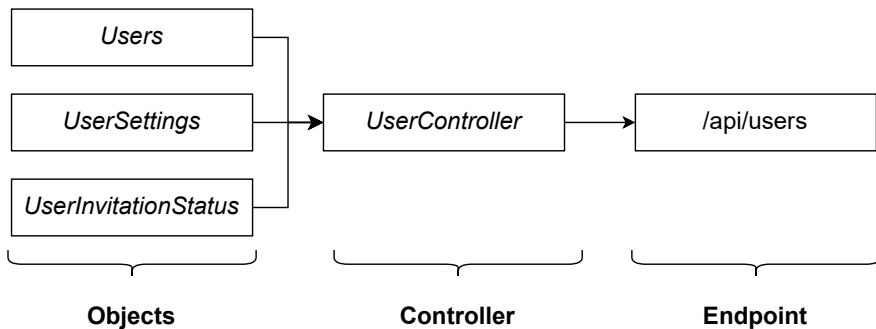 Users
UserSettings
UserController
/api/users
UserInvitationStatus
Objects
Controller
Endpoint